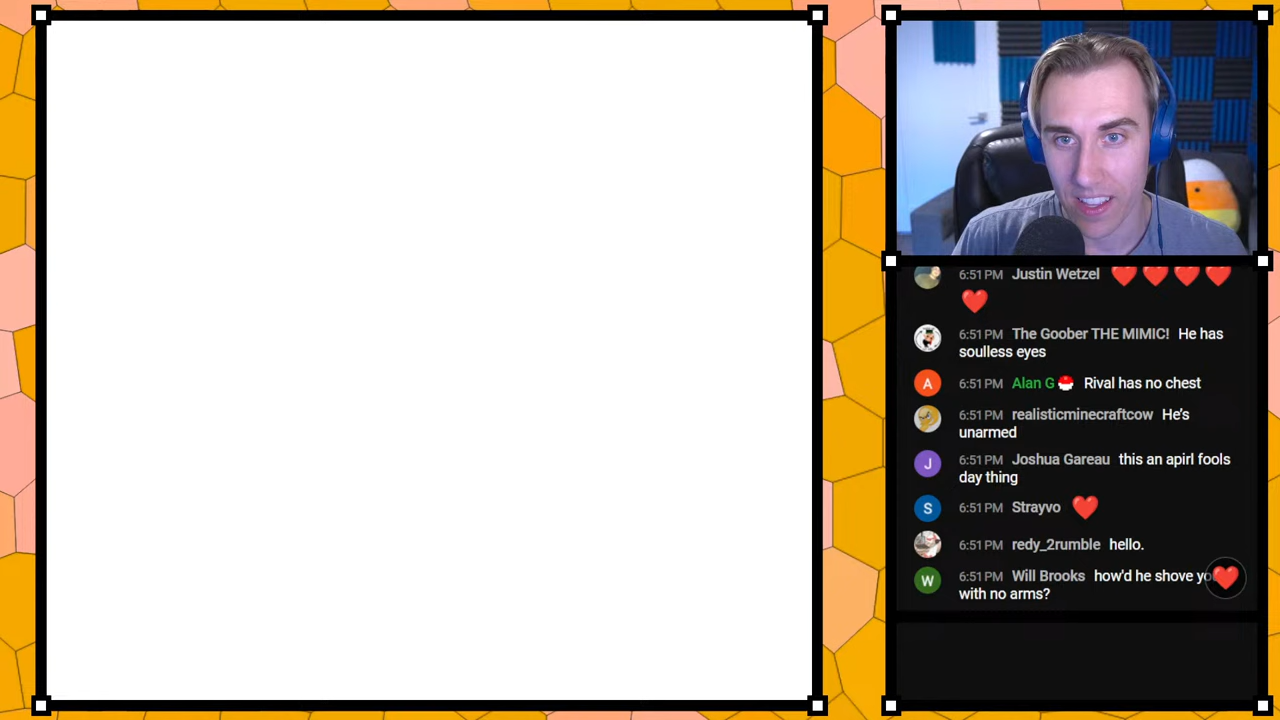 6:51 PM Justin Wetzel
6:51 PM The Goober THE MIMIC! He has
soulless eyes
A 6:51 PM Alan G Rival has no chest
6:51 PM realisticminecraftcow He's
unarmed
J 6:51 PM Joshua Gareau this an apirl fools
day thing
S 6:51 PM Strayvo
6:51 PM redy_2rumble hello.
W 6:51 PM Will Brooks how'd he shove
with no arms?